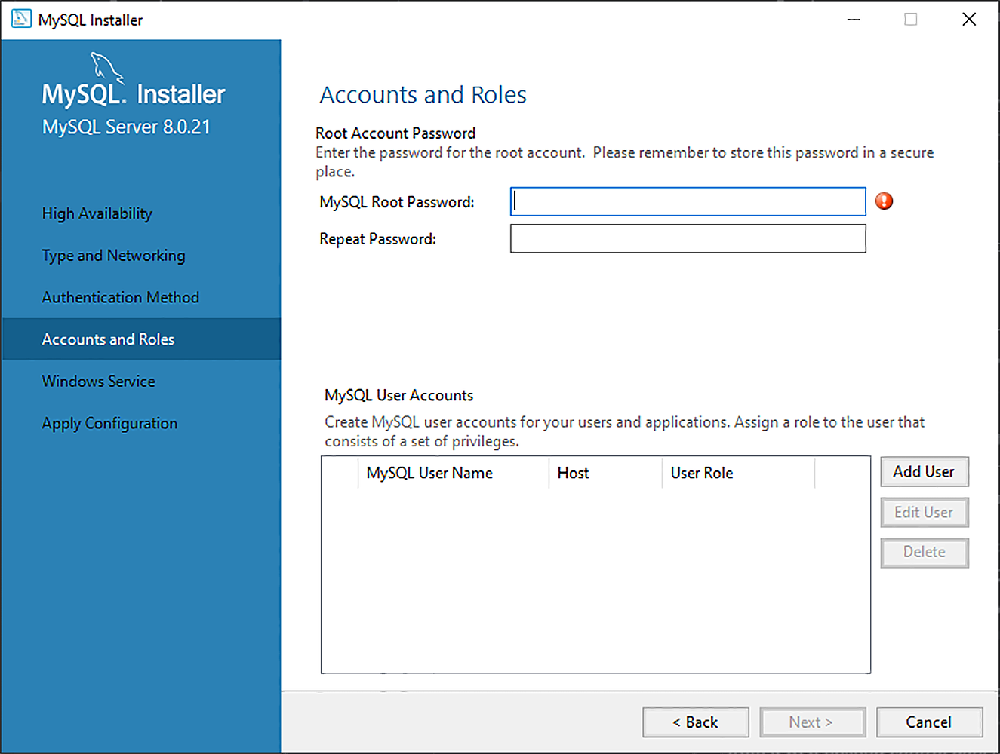 MySQL Installer
MySQL. Installer
MySQL Server 8.0.21
High Availability
Type and Networking
Authentication Method
Accounts and Roles
Windows Service
Apply Configuration
Accounts and Roles
Root Account Password
Enter the password for the root account.  Please remember to store this password in a secure
place.
MySQL Root Password:
Repeat Password:
MySQL User Accounts
Create MySQL user accounts for your users and applications. Assign a role to the user that
consists of a set of privileges.
MySQL User Name Host User Role
Add User
Edit User
Delete
< Back Next > Cancel